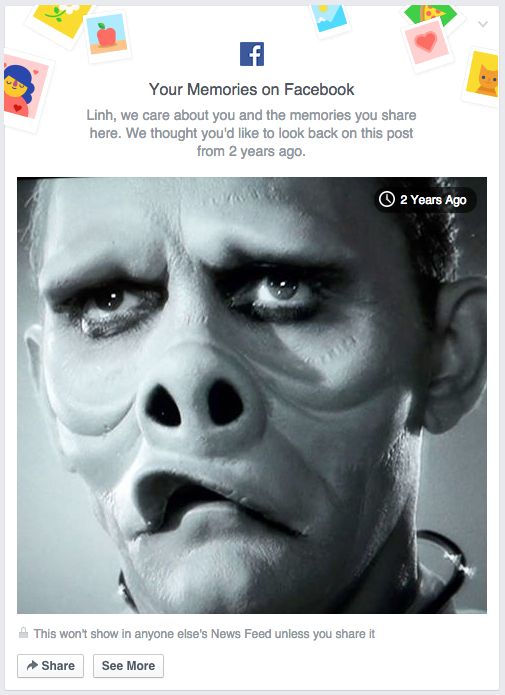 Your Memories on Facebook
Linh, we care about you and the memories you share
here. We thought you'd like to look back on this post
from 2 years ago.
2 Years Ago
This won't show in anyone else's News Feed unless you share it
Share
See More